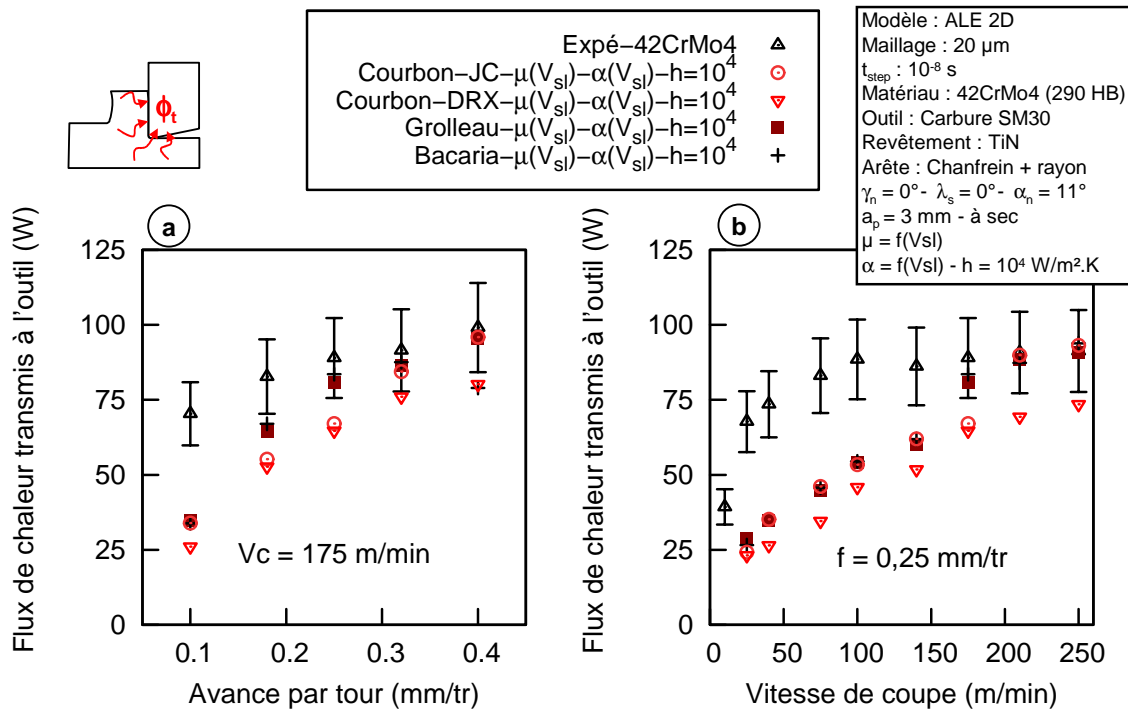 ϕt
Expé−42CrMo4
Courbon−JC−μ(Vsl)−α(Vsl)−h=10⁴
Courbon−DRX−μ(Vsl)−α(Vsl)−h=10⁴
Grolleau−μ(Vsl)−α(Vsl)−h=10⁴
Bacaria−μ(Vsl)−α(Vsl)−h=10⁴
Modèle : ALE 2D
Maillage : 20 µm
tstep : 10⁻⁸ s
Matériau : 42CrMo4 (290 HB)
Outil : Carbure SM30
Revêtement : TiN
Arête : Chanfrein + rayon
γn = 0° - λs = 0° - αn = 11°
ap = 3 mm - à sec
μ = f(Vsl)
α = f(Vsl) - h = 10⁴ W/m².K
a
Flux de chaleur transmis à l’outil (W)
125
100
75
50
25
0
Vc = 175 m/min
0.1 0.2 0.3 0.4
Avance par tour (mm/tr)
b
Flux de chaleur transmis à l’outil (W)
125
100
75
50
25
0
f = 0,25 mm/tr
0 50 100 150 200 250
Vitesse de coupe (m/min)